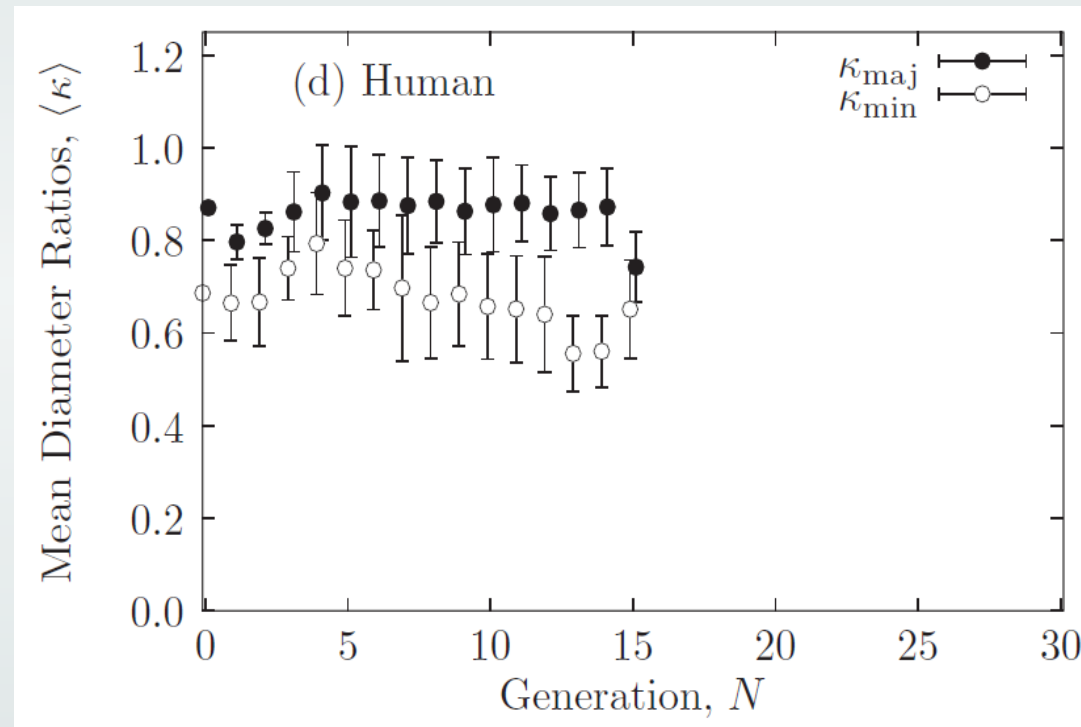 1.2
1.0
0.8
0.6
0.4
0.2
0.0
Mean Diameter Ratios, ⟨κ⟩
(d) Human
κmaj
κmin
0 5 10 15 20 25 30
Generation, N